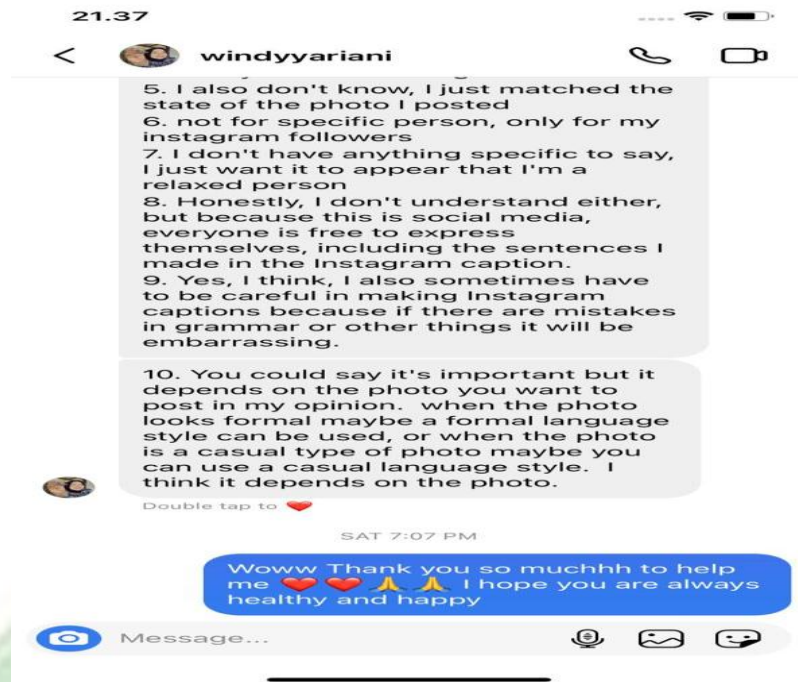 21.37
windyyariani
5. I also don't know, I just matched the
state of the photo I posted
6. not for specific person, only for my
instagram followers
7. I don't have anything specific to say,
I just want it to appear that I'm a
relaxed person
8. Honestly, I don't understand either,
but because this is social media,
everyone is free to express
themselves, including the sentences I
made in the Instagram caption.
9. Yes, I think, I also sometimes have
to be careful in making Instagram
captions because if there are mistakes
in grammar or other things it will be
embarrassing.
10. You could say it's important but it
depends on the photo you want to
post in my opinion. when the photo
looks formal maybe a formal language
style can be used, or when the photo
is a casual type of photo maybe you
can use a casual language style. I
think it depends on the photo.
Double tap to ❤️
SAT 7:07 PM
Woww Thank you so muchhh to help
me ❤️ ❤️ 🙏 🙏 I hope you are always
healthy and happy
Message...